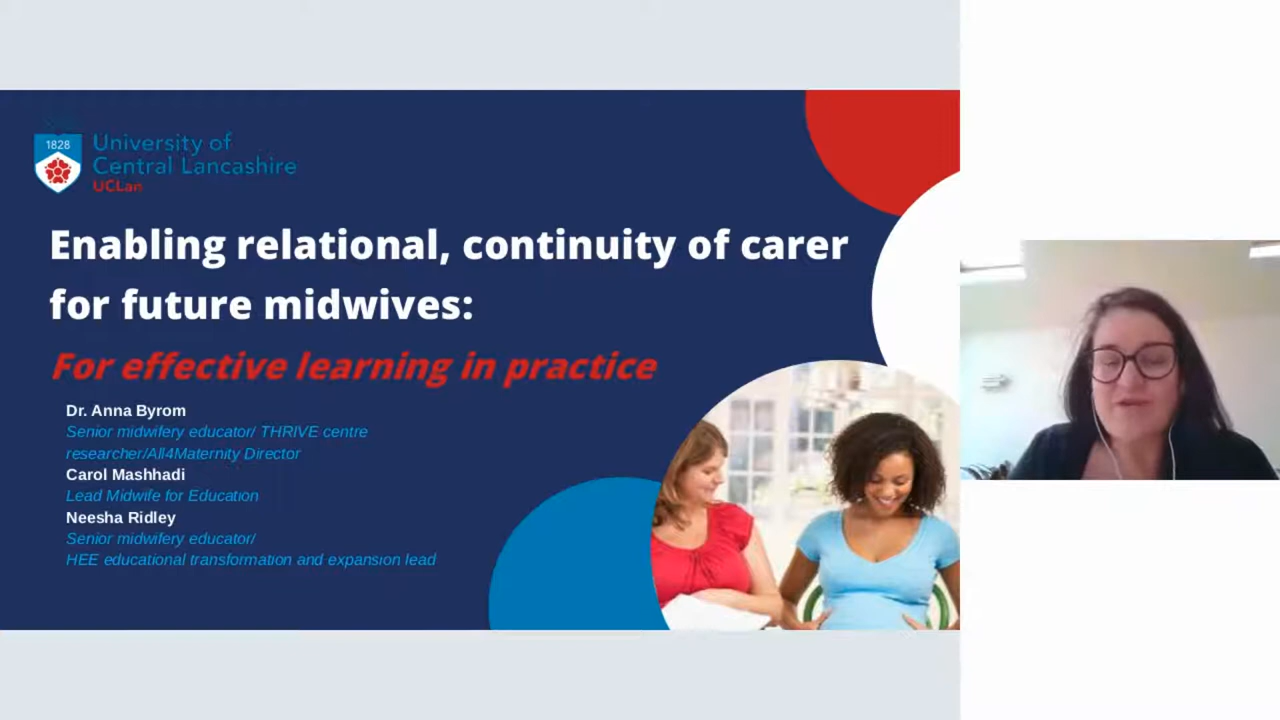 1828
University of
Central Lancashire
UCLan
Enabling relational, continuity of carer
for future midwives:
For effective learning in practice
Dr. Anna Byrom
Senior midwifery educator/ THRIVE centre
researcher/All4Maternity Director
Carol Mashhadi
Lead Midwife for Education
Neesha Ridley
Senior midwifery educator/
HEE educational transformation and expansion lead